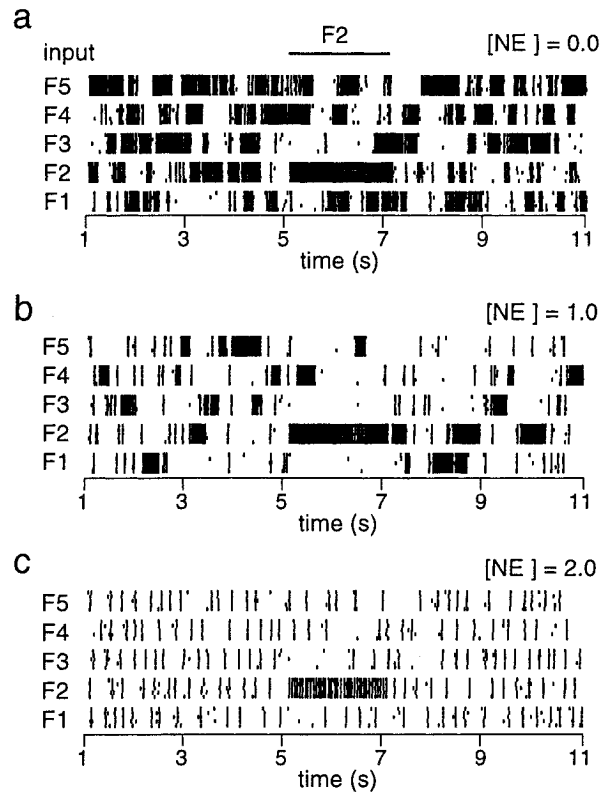 a
F2
[NE ] = 0.0
input
F5
F4
F3
F2
F1
1 3 5 7 9 11
time (s)
b
[NE ] = 1.0
F5
F4
F3
F2
F1
1 3 5 7 9 11
time (s)
c
[NE ] = 2.0
F5
F4
F3
F2
F1
1 3 5 7 9 11
time (s)